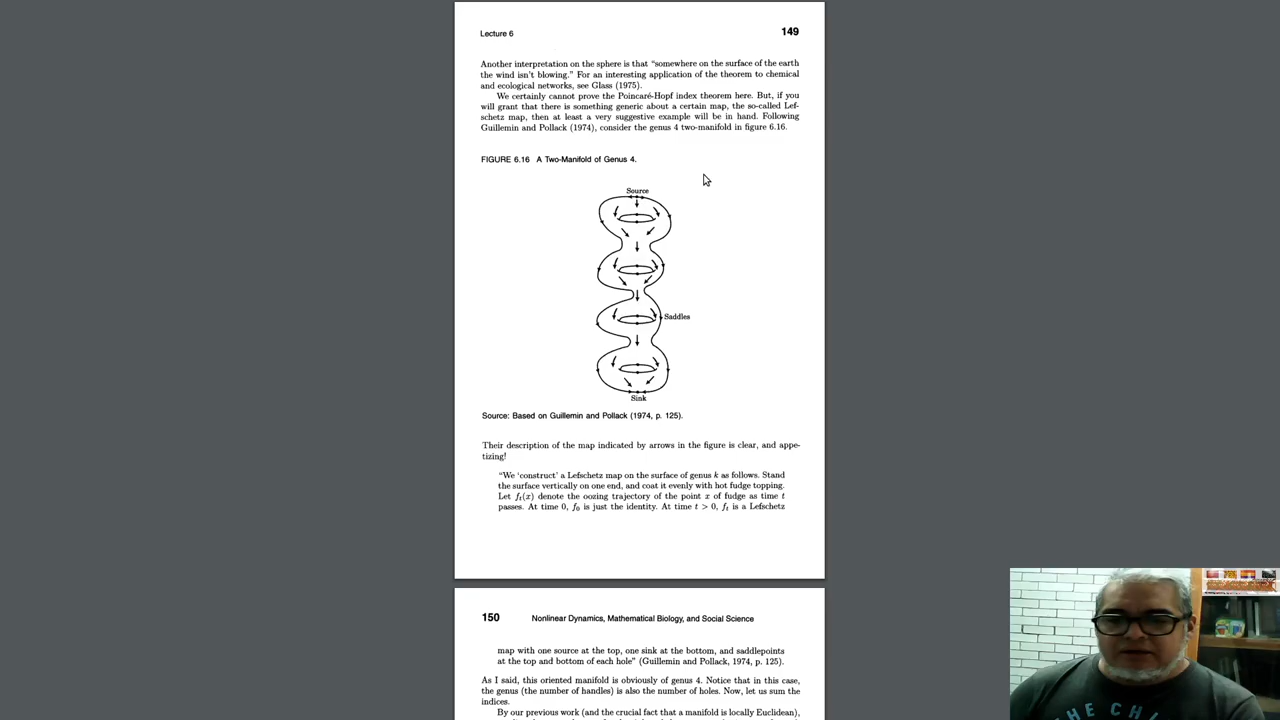 Lecture 6
149
Another interpretation on the sphere is that “somewhere on the surface of the earth
the wind isn't blowing.” For an interesting application of the theorem to chemical
and ecological networks, see Glass (1975).
We certainly cannot prove the Poincaré-Hopf index theorem here. But, if you
will grant that there is something generic about a certain map, the so-called Lef-
schetz map, then at least a very suggestive example will be in hand. Following
Guillemin and Pollack (1974), consider the genus 4 two-manifold in figure 6.16.
FIGURE 6.16 A Two-Manifold of Genus 4.
Source
Saddles
Sink
Source: Based on Guillemin and Pollack (1974, p. 125).
Their description of the map indicated by arrows in the figure is clear, and appe-
tizing!
“We ‘construct’ a Lefschetz map on the surface of genus k as follows. Stand
the surface vertically on one end, and coat it evenly with hot fudge topping.
Let fₜ(x) denote the oozing trajectory of the point x of fudge as time t
passes. At time 0, f₀ is just the identity. At time t > 0, fₜ is a Lefschetz
150
Nonlinear Dynamics, Mathematical Biology, and Social Science
map with one source at the top, one sink at the bottom, and saddlepoints
at the top and bottom of each hole” (Guillemin and Pollack, 1974, p. 125).
As I said, this oriented manifold is obviously of genus 4. Notice that in this case,
the genus (the number of handles) is also the number of holes. Now, let us sum the
indices.
By our previous work (and the crucial fact that a manifold is locally Euclidean),
THE CHI